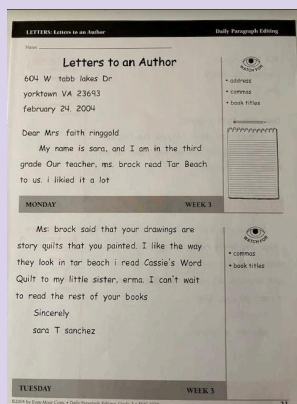 LETTERS: Letters to an Author
Daily Paragraph Editing
Name
Letters to an Author
604 W tabb lakes Dr
yorktown VA 23693
february 24, 2004
Dear Mrs faith ringgold
My name is sara, and I am in the third
grade Our teacher, ms. brock read Tar Beach
to us. i likied it a lot
WATCH FOR
• address
• commas
• book titles
MONDAY
WEEK 3
Ms: brock said that your drawings are
story quilts that you painted. I like the way
they look in tar beach i read Cassie's Word
Quilt to my little sister, erma. I can't wait
to read the rest of your books
Sincerely
sara T sanchez
WATCH FOR
• commas
• book titles
TUESDAY
WEEK 3